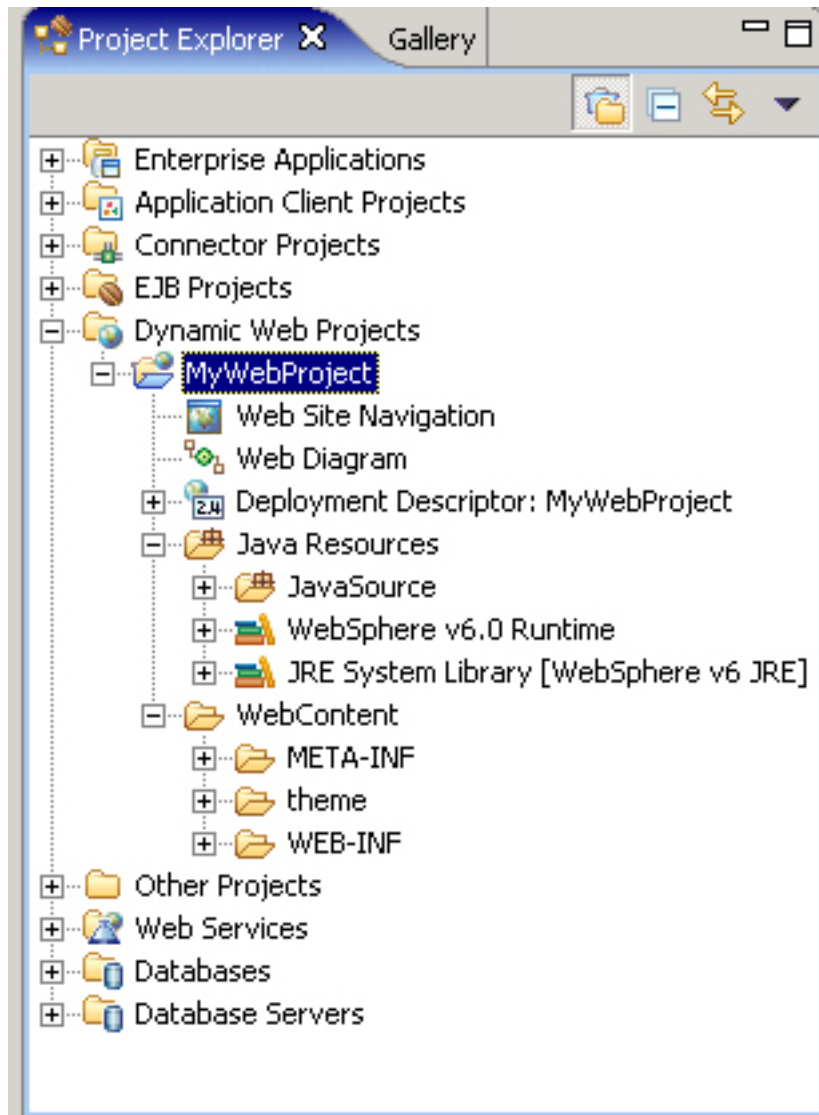 Project Explorer Gallery
Enterprise Applications
Application Client Projects
Connector Projects
EJB Projects
Dynamic Web Projects
MyWebProject
Web Site Navigation
Web Diagram
2.4 Deployment Descriptor: MyWebProject
Java Resources
JavaSource
WebSphere v6.0 Runtime
JRE System Library [WebSphere v6 JRE]
WebContent
META-INF
theme
WEB-INF
Other Projects
Web Services
Databases
Database Servers